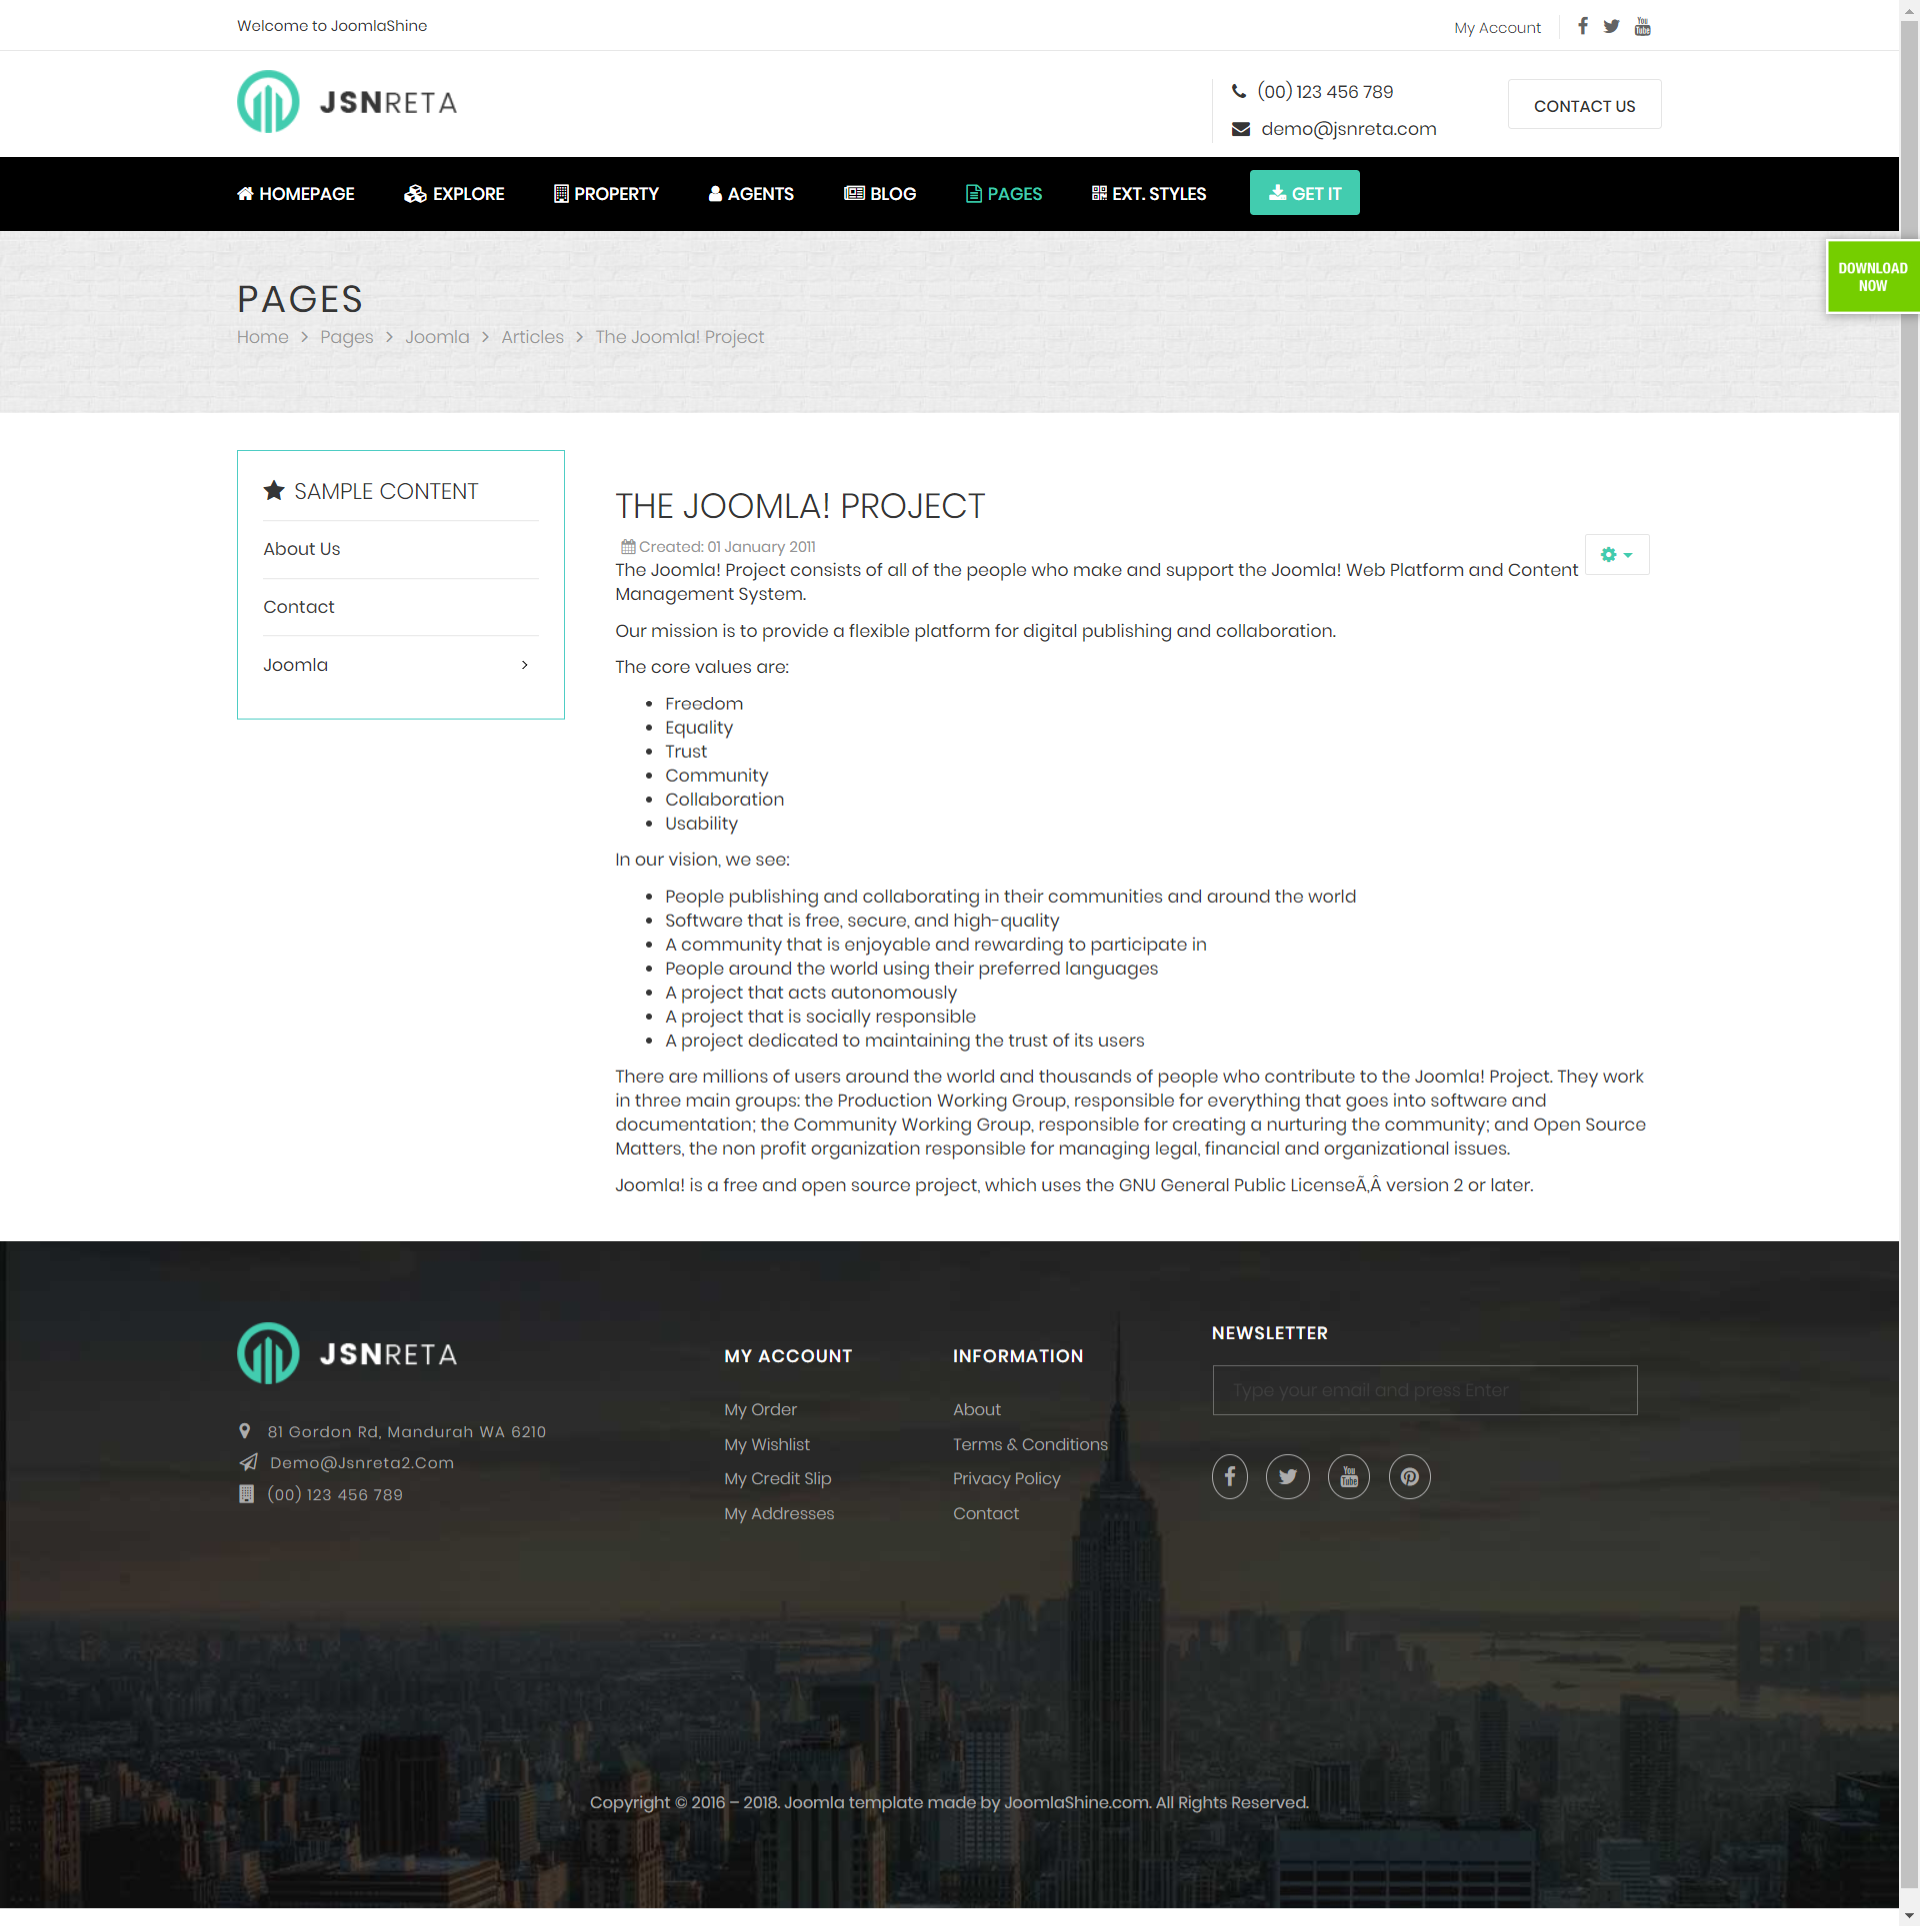 Welcome to JoomlaShine
My Account
You
Tube
JSNRETA
(00) 123 456 789
demo@jsnreta.com
CONTACT US
HOMEPAGE
EXPLORE
PROPERTY
AGENTS
BLOG
PAGES
EXT. STYLES
GET IT
DOWNLOAD
NOW
PAGES
Home > Pages > Joomla > Articles > The Joomla! Project
SAMPLE CONTENT
About Us
Contact
Joomla
THE JOOMLA! PROJECT
Created: 01 January 2011
The Joomla! Project consists of all of the people who make and support the Joomla! Web Platform and Content
Management System.
Our mission is to provide a flexible platform for digital publishing and collaboration.
The core values are:
• Freedom
• Equality
• Trust
• Community
• Collaboration
• Usability
In our vision, we see:
• People publishing and collaborating in their communities and around the world
• Software that is free, secure, and high-quality
• A community that is enjoyable and rewarding to participate in
• People around the world using their preferred languages
• A project that acts autonomously
• A project that is socially responsible
• A project dedicated to maintaining the trust of its users
There are millions of users around the world and thousands of people who contribute to the Joomla! Project. They work
in three main groups: the Production Working Group, responsible for everything that goes into software and
documentation; the Community Working Group, responsible for creating a nurturing the community; and Open Source
Matters, the non profit organization responsible for managing legal, financial and organizational issues.
Joomla! is a free and open source project, which uses the GNU General Public LicenseÃ‚Â version 2 or later.
JSNRETA
81 Gordon Rd, Mandurah WA 6210
Demo@Jsnreta2.Com
(00) 123 456 789
MY ACCOUNT
My Order
My Wishlist
My Credit Slip
My Addresses
INFORMATION
About
Terms & Conditions
Privacy Policy
Contact
NEWSLETTER
Type your email and press Enter
You
Tube
Copyright © 2016 – 2018. Joomla template made by JoomlaShine.com. All Rights Reserved.